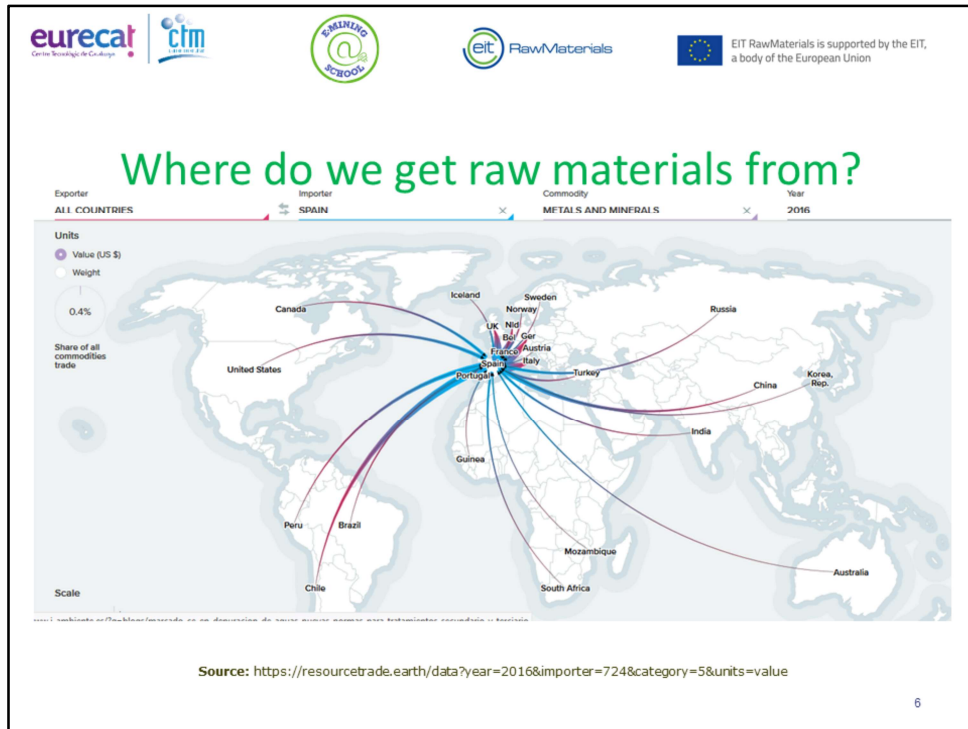 eurecat
Centre Tecnològic de Catalunya
ctm
E-MINING
@
SCHOOL
eit RawMaterials
EIT RawMaterials is supported by the EIT,
a body of the European Union
Where do we get raw materials from?
Exporter
ALL COUNTRIES
Importer
SPAIN
Commodity
METALS AND MINERALS
Year
2016
Units
Value (US $)
Weight
0.4%
Share of all
commodities
trade
Canada
Iceland
Sweden
Norway
Russia
UK
Nld
Bel
Ger
France
Austria
United States
Spain
Italy
Portugal
Turkey
China
Korea,
Rep.
India
Guinea
Peru
Brazil
Mozambique
Australia
Chile
South Africa
Scale
Source: https://resourcetrade.earth/data?year=2016&importer=724&category=5&units=value
6